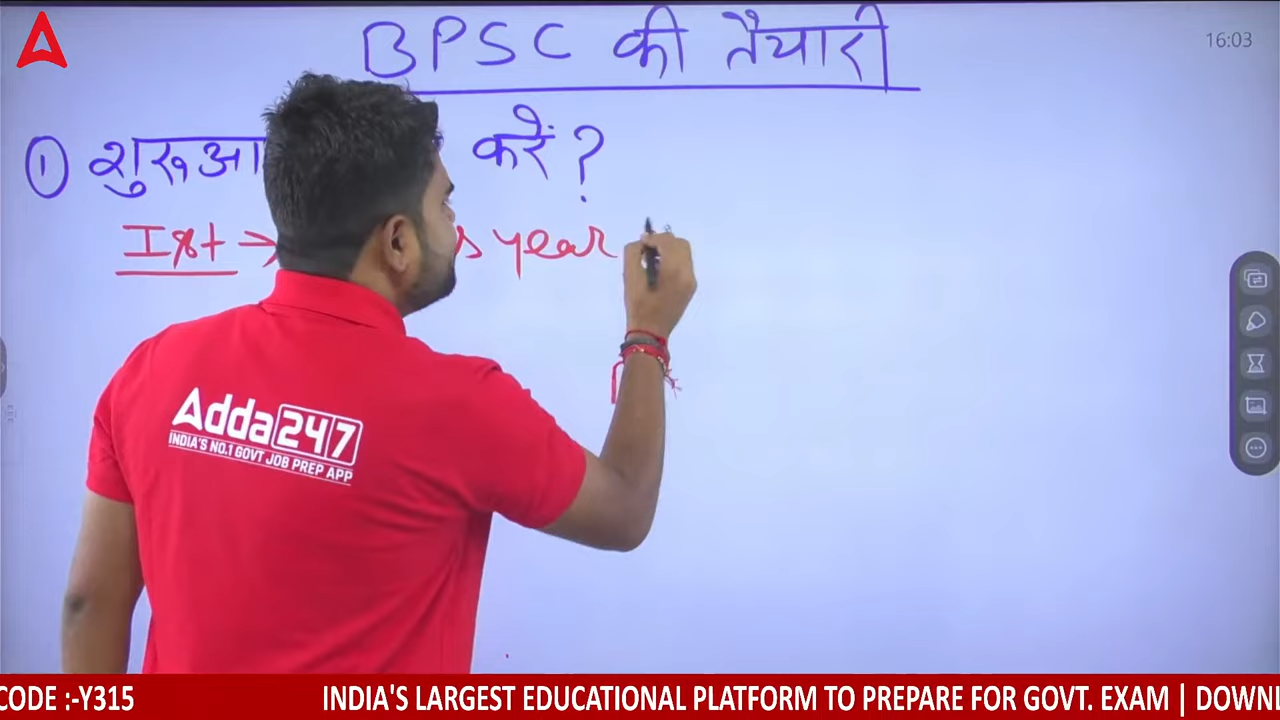 BPSC की तैयारी
16:03
① शुरूआ करें ?
Ist → s year
Adda247
INDIA'S NO.1 GOVT JOB PREP APP
CODE :-Y315 INDIA'S LARGEST EDUCATIONAL PLATFORM TO PREPARE FOR GOVT. EXAM | DOWNL